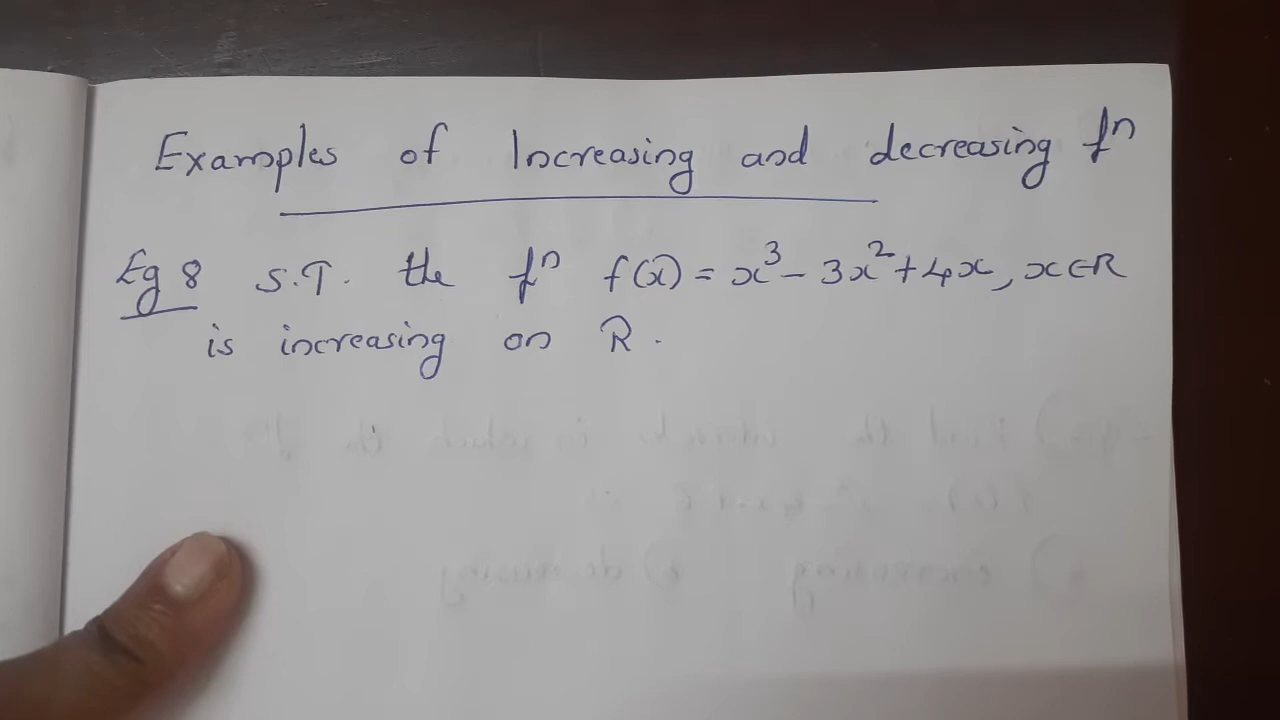 Examples of Increasing and decreasing fⁿ
Eg 8 S.T. the fⁿ f(x) = x³ - 3x² + 4x, x∈R
is increasing on R.